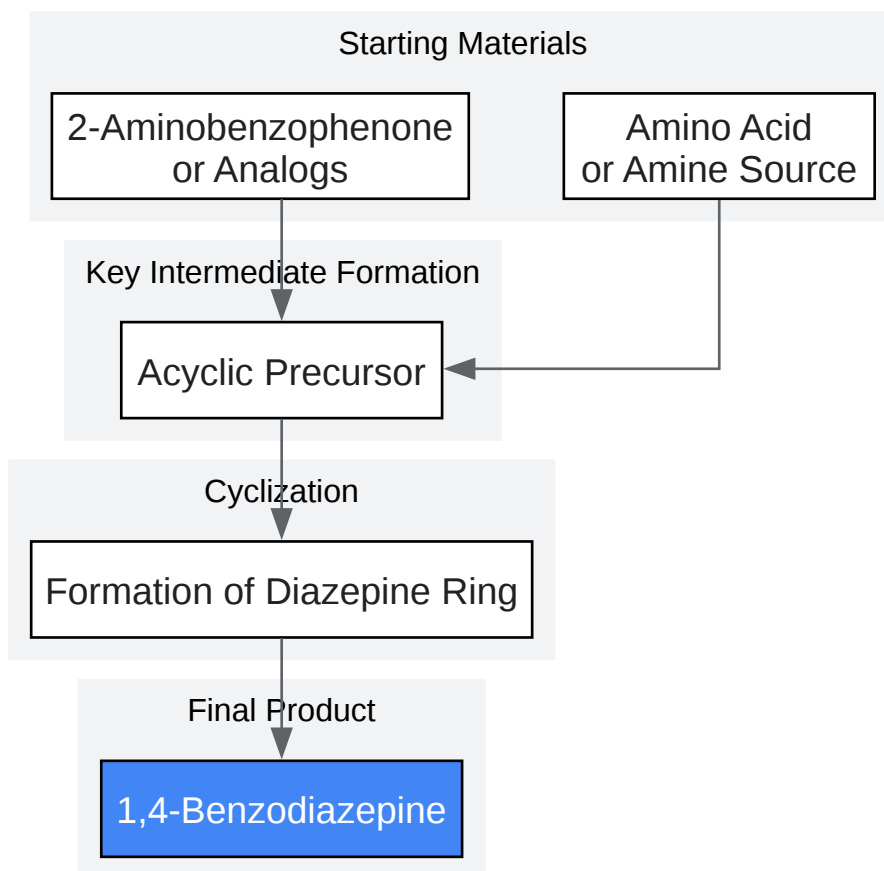 Starting Materials
2-Aminobenzophenone
or Analogs
Amino Acid
or Amine Source
Key Intermediate Formation
Acyclic Precursor
Cyclization
Formation of Diazepine Ring
Final Product
1,4-Benzodiazepine